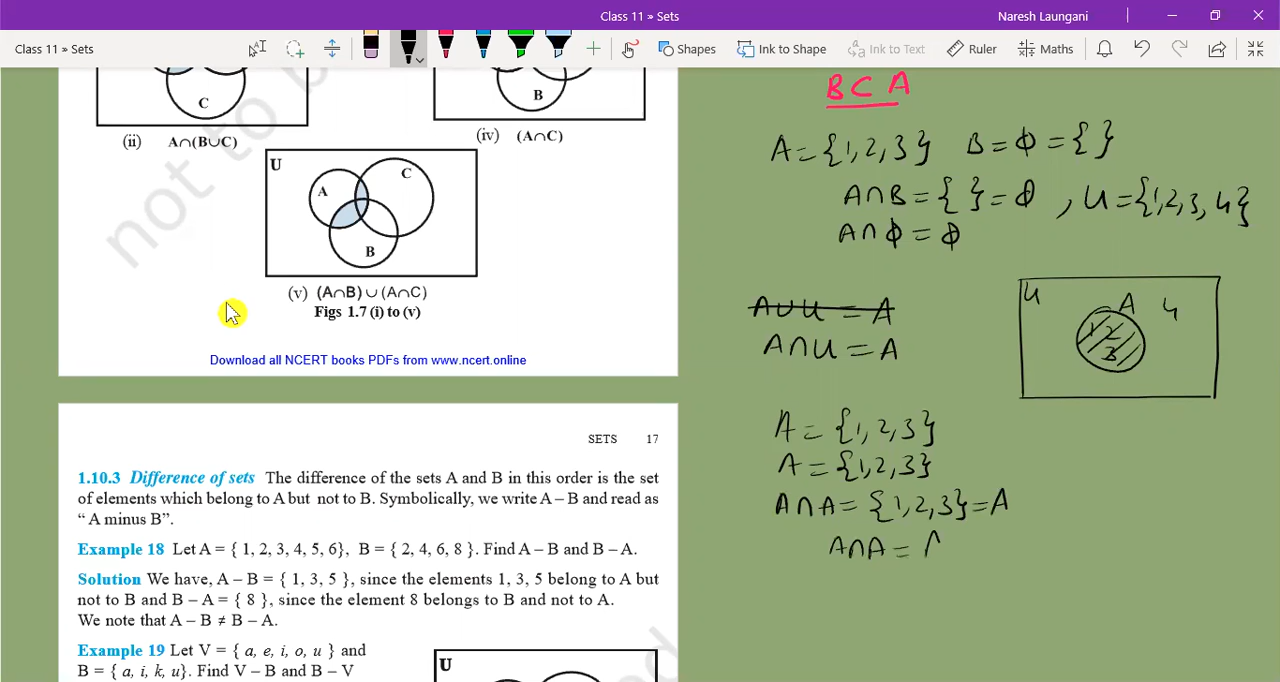 Class 11 » Sets
Naresh Laungani
Class 11 » Sets
Shapes
Ink to Shape
Ink to Text
Ruler
Maths
C
B
(ii) A∩(B∪C)
(iv) (A∩C)
U
A
C
B
(v) (A∩B) ∪ (A∩C)
Figs 1.7 (i) to (v)
not to b
Download all NCERT books PDFs from www.ncert.online
SETS 17
1.10.3 Difference of sets The difference of the sets A and B in this order is the set
of elements which belong to A but not to B. Symbolically, we write A – B and read as
“ A minus B”.
Example 18 Let A = { 1, 2, 3, 4, 5, 6}, B = { 2, 4, 6, 8 }. Find A – B and B – A.
Solution We have, A – B = { 1, 3, 5 }, since the elements 1, 3, 5 belong to A but
not to B and B – A = { 8 }, since the element 8 belongs to B and not to A.
We note that A – B ≠ B – A.
Example 19 Let V = { a, e, i, o, u } and
B = { a, i, k, u}. Find V – B and B – V
U
B C A
A = {1, 2, 3} B = ϕ = { }
A∩B = { } = ϕ , U = {1, 2, 3, 4}
A∩ϕ = ϕ
A∪U = A
A∩U = A
U
A 4
1 2
3
A = {1, 2, 3}
A = {1, 2, 3}
A∩A = {1, 2, 3} = A
A∩A =